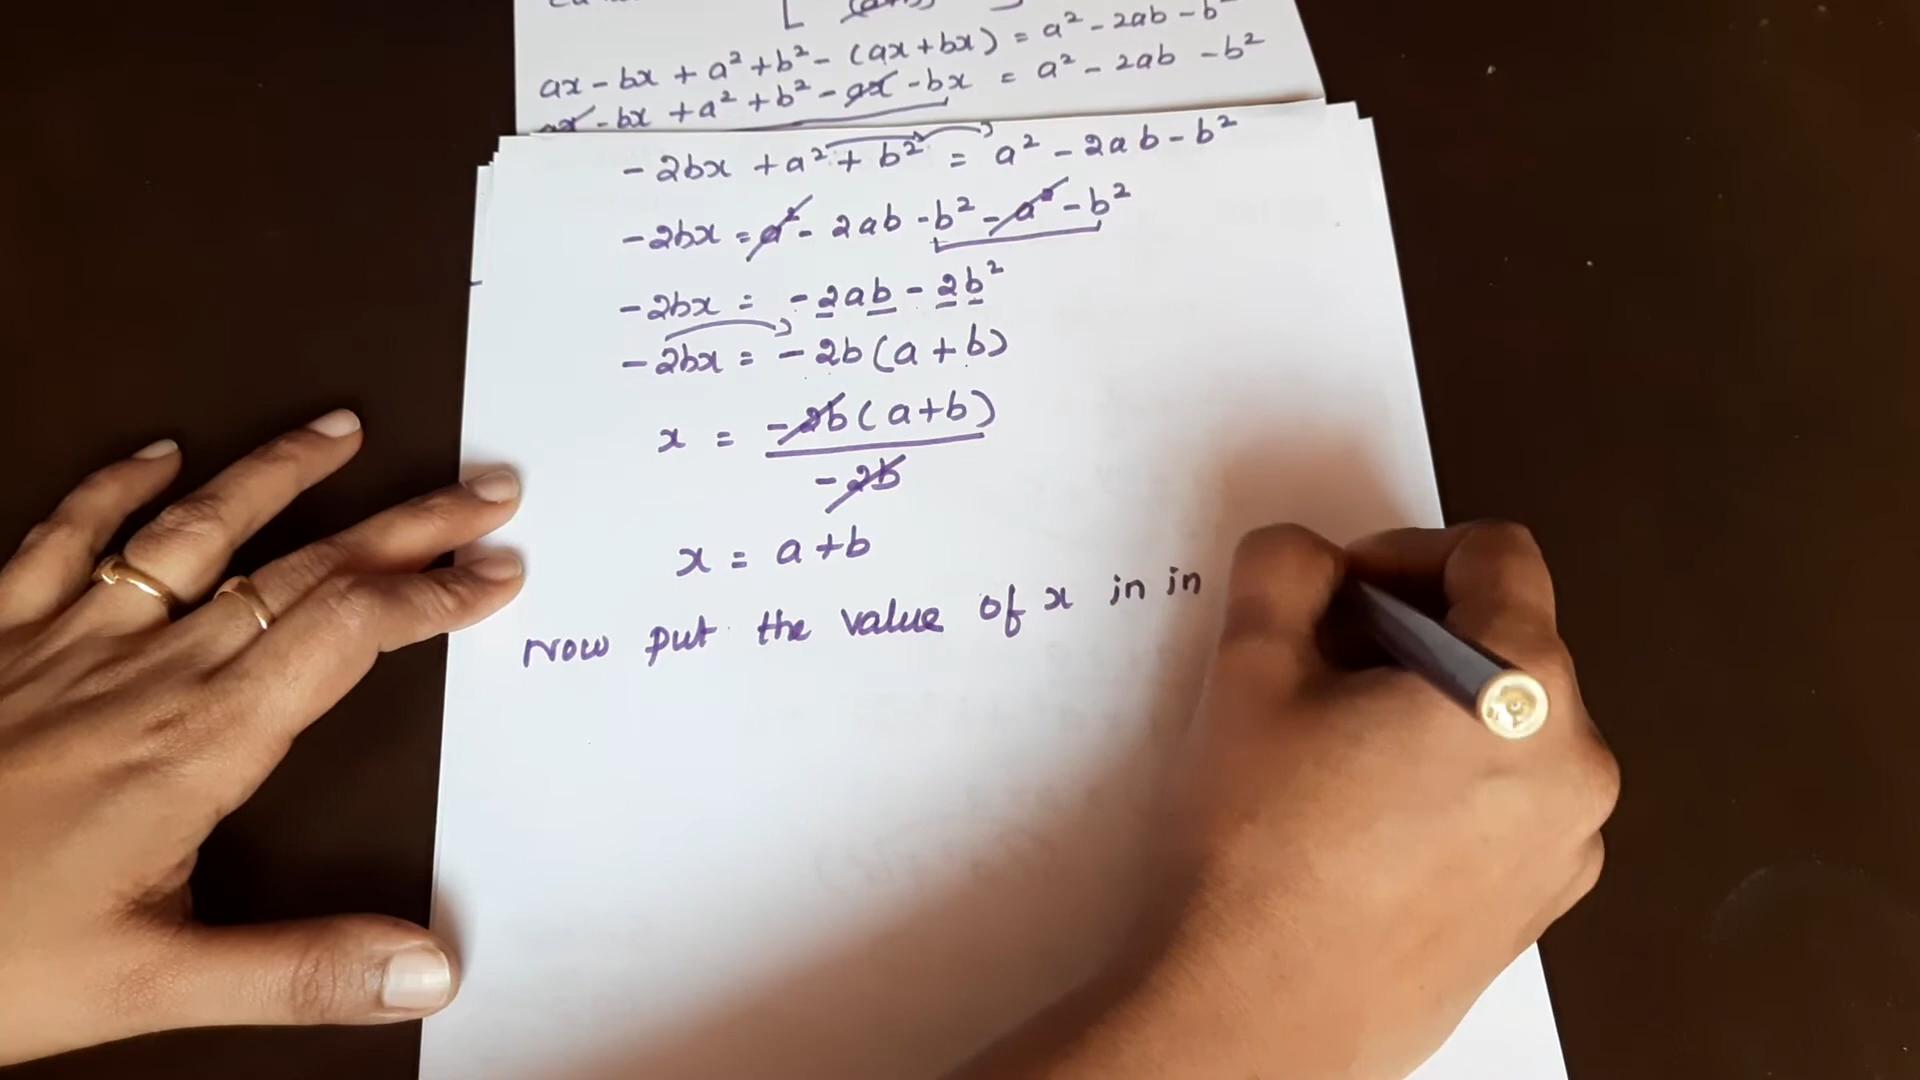 ax - bx + a² + b² - (ax + bx) = a² - 2ab - b²
ax - bx + a² + b² - ax - bx = a² - 2ab - b²
- 2bx + a² + b² = a² - 2ab - b²
- 2bx = a² - 2ab - b² - a² - b²
- 2bx = - 2ab - 2b²
- 2bx = - 2b (a + b)
x = -2b (a+b)
-2b
x = a+b
Now put the value of x in in